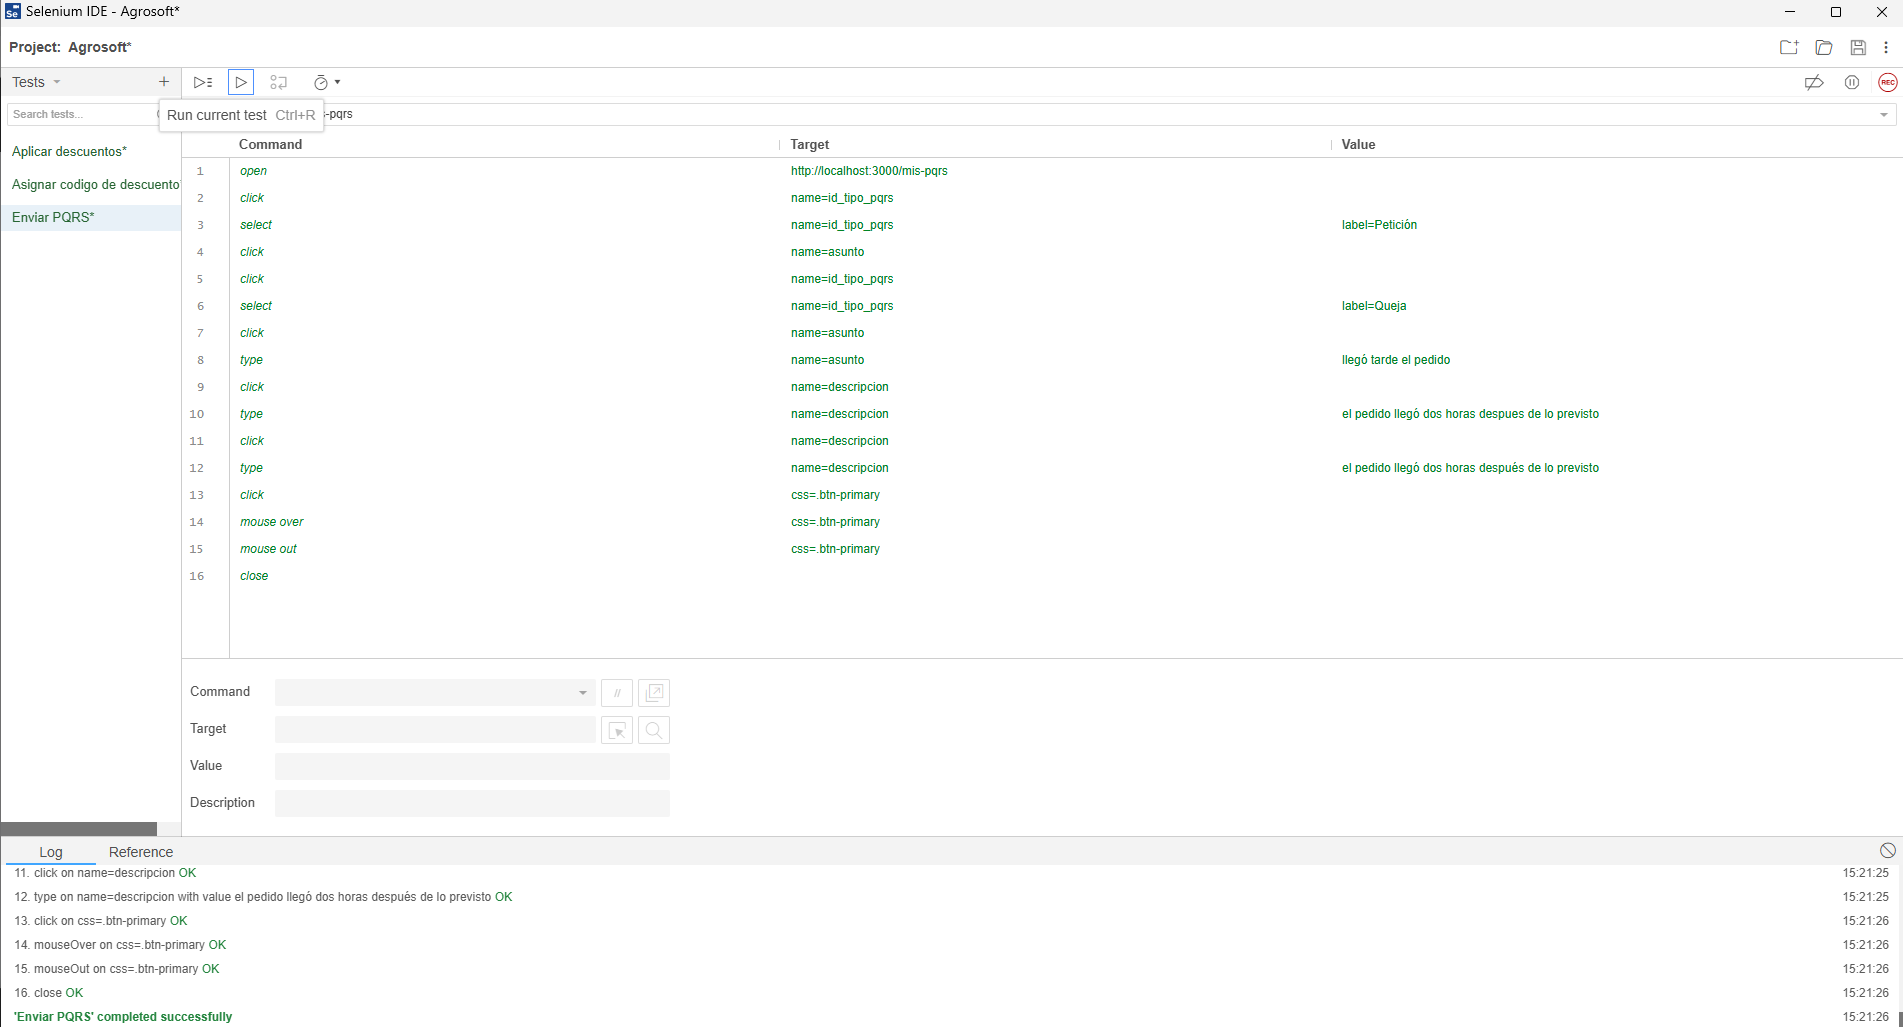 Selenium IDE - Agrosoft*
Project: Agrosoft*
Tests
Search tests...
Run current test Ctrl+R
-pqrs
REC
Aplicar descuentos*
Asignar codigo de descuento
Enviar PQRS*
Command Target Value
1 open http://localhost:3000/mis-pqrs
2 click name=id_tipo_pqrs
3 select name=id_tipo_pqrs label=Petición
4 click name=asunto
5 click name=id_tipo_pqrs
6 select name=id_tipo_pqrs label=Queja
7 click name=asunto
8 type name=asunto llegó tarde el pedido
9 click name=descripcion
10 type name=descripcion el pedido llegó dos horas despues de lo previsto
11 click name=descripcion
12 type name=descripcion el pedido llegó dos horas después de lo previsto
13 click css=.btn-primary
14 mouse over css=.btn-primary
15 mouse out css=.btn-primary
16 close
Command //
Target
Value
Description
Log Reference
11. click on name=descripcion OK 15:21:25
12. type on name=descripcion with value el pedido llegó dos horas después de lo previsto OK 15:21:25
13. click on css=.btn-primary OK 15:21:26
14. mouseOver on css=.btn-primary OK 15:21:26
15. mouseOut on css=.btn-primary OK 15:21:26
16. close OK 15:21:26
'Enviar PQRS' completed successfully 15:21:26